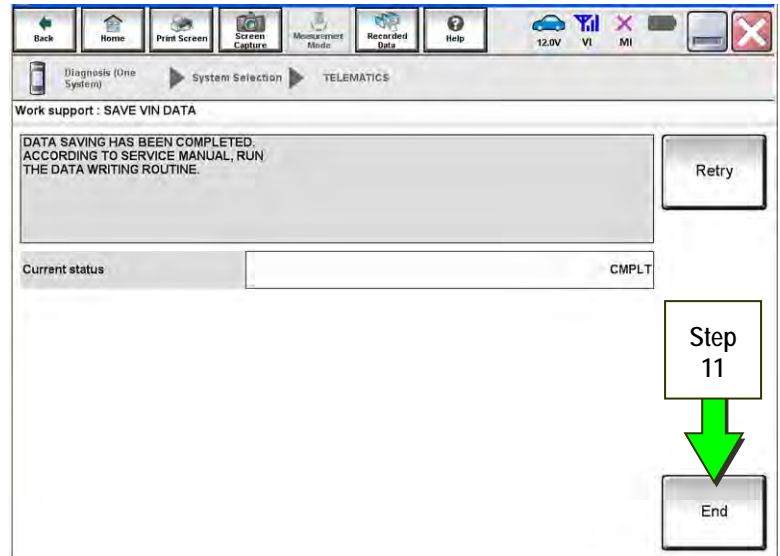 Back
Home
Print Screen
Screen
Capture
Measurement
Mode
Recorded
Data
Help
12.0V
VI
MI
Diagnosis (One
System)
System Selection
TELEMATICS
Work support : SAVE VIN DATA
DATA SAVING HAS BEEN COMPLETED.
ACCORDING TO SERVICE MANUAL, RUN
THE DATA WRITING ROUTINE.
Retry
Current status
CMPLT
Step
11
End